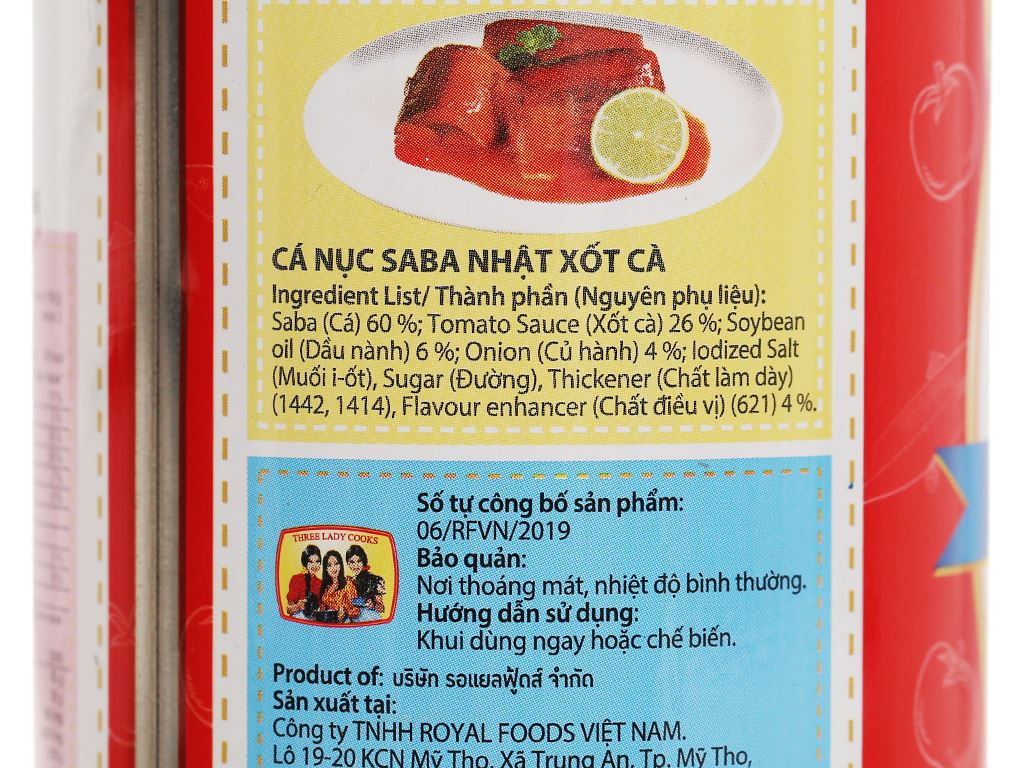 CÁ NỤC SABA NHẬT XỐT CÀ
Ingredient List/ Thành phần (Nguyên phụ liệu):
Saba (Cá) 60 %; Tomato Sauce (Xốt cà) 26 %; Soybean
oil (Dầu nành) 6 %; Onion (Củ hành) 4 %; Iodized Salt
(Muối i-ốt), Sugar (Đường), Thickener (Chất làm dày)
(1442, 1414), Flavour enhancer (Chất điều vị) (621) 4 %.
Số tự công bố sản phẩm:
06/RFVN/2019
THREE LADY COOKS
Bảo quản:
Nơi thoáng mát, nhiệt độ bình thường.
Hướng dẫn sử dụng:
Khui dùng ngay hoặc chế biến.
Product of: บริษัท รอแยลฟู้ดส์ จำกัด
Sản xuất tại:
Công ty TNHH ROYAL FOODS VIỆT NAM.
Lô 19-20 KCN Mỹ Tho, Xã Trung An, Tp. Mỹ Tho,